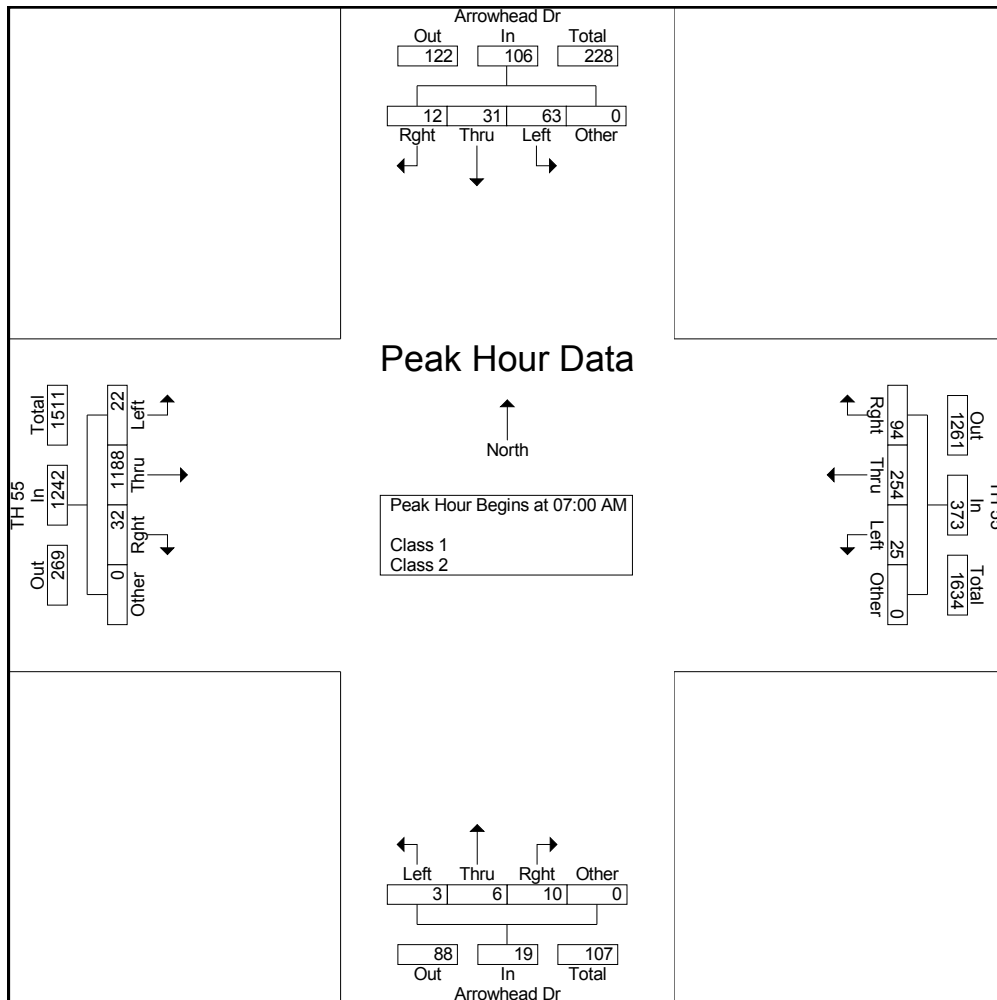 Arrowhead Dr
Out In Total
122 106 228
12 31 63 0
Rght Thru Left Other
Peak Hour Data
North
Peak Hour Begins at 07:00 AM
Class 1
Class 2
TH 55
Out In Total
269 1242 1511
Left Thru Rght Other
22 1188 32 0
Rght Thru Left Other
94 254 25 0
Out In Total
1261 373 1634
Left Thru Rght Other
3 6 10 0
88 19 107
Out In Total
Arrowhead Dr